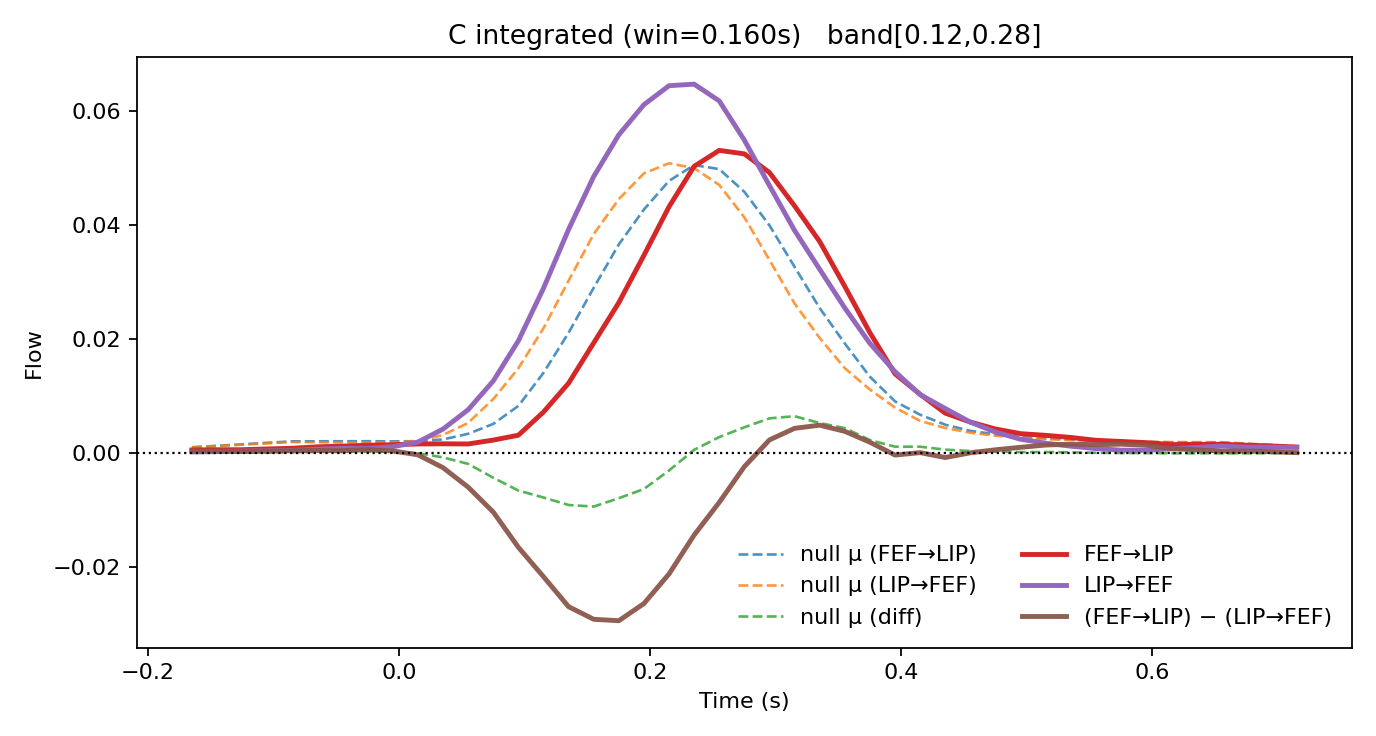 C integrated (win=0.160s)   band[0.12,0.28]
Flow
0.06
0.04
0.02
0.00
−0.02
−0.2
0.0
0.2
0.4
0.6
Time (s)
null μ (FEF→LIP)
null μ (LIP→FEF)
null μ (diff)
FEF→LIP
LIP→FEF
(FEF→LIP) − (LIP→FEF)